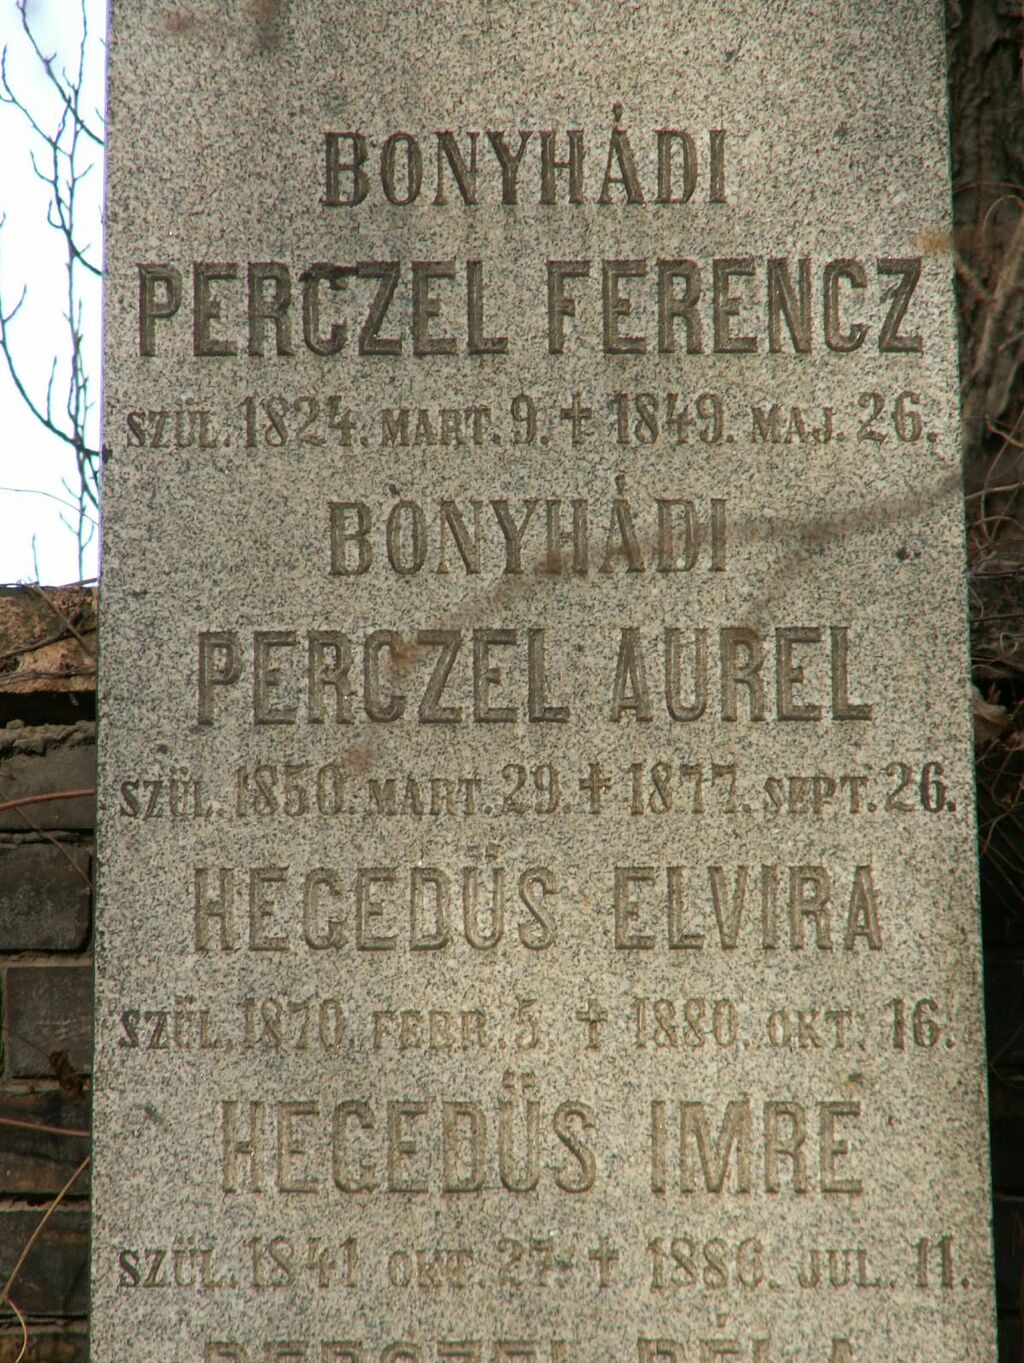 BONYHÁDI
PERCZEL FERENCZ
SZÜL. 1824. MART. 9. + 1849. MAJ. 26.
BONYHÁDI
PERCZEL AUREL
SZÜL. 1850. MART. 29. + 1877. SEPT. 26.
HEGEDÜS ELVIRA
SZÜL. 1870. FEBR. 5. + 1880. OKT. 16.
HEGEDÜS IMRE
SZÜL. 1841 OKT. 27. + 1886. JUL. 11.
PERCZEL BÉLA